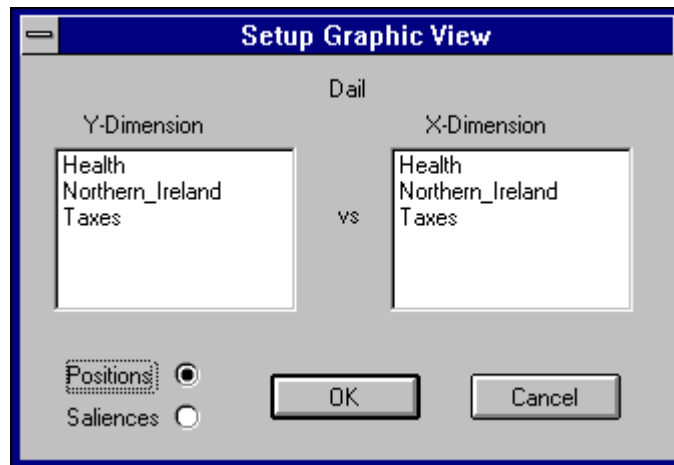 Setup Graphic View
Dail
Y-Dimension
X-Dimension
Health
Northern_Ireland
Taxes
vs
Health
Northern_Ireland
Taxes
Positions
Saliences
OK
Cancel